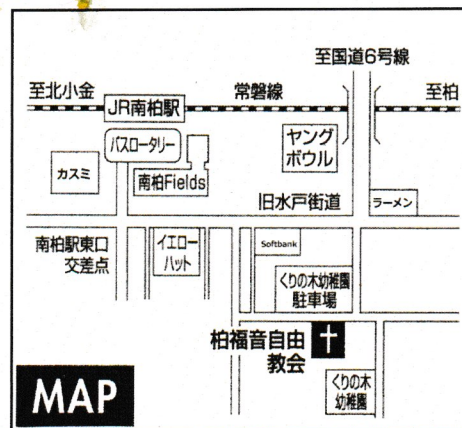 至国道6号線
至北小金
JR南柏駅
常磐線
至柏
バスロータリー
ヤング
ボウル
カスミ
南柏Fields
旧水戸街道
ラーメン
南柏駅東口
交差点
イエロー
ハット
Softbank
くりの木幼稚園
駐車場
柏福音自由
教会
くりの木
幼稚園
MAP